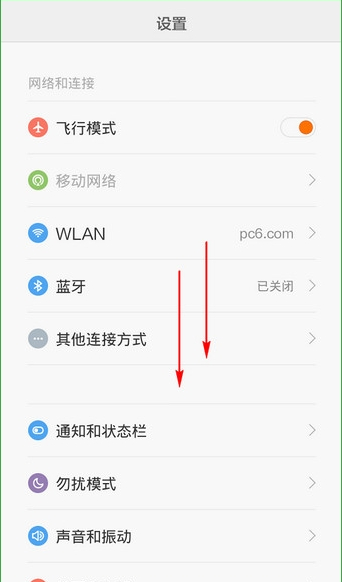 设置
网络和连接
飞行模式
移动网络
WLAN pc6.com
蓝牙 已关闭
其他连接方式
通知和状态栏
勿扰模式
声音和振动